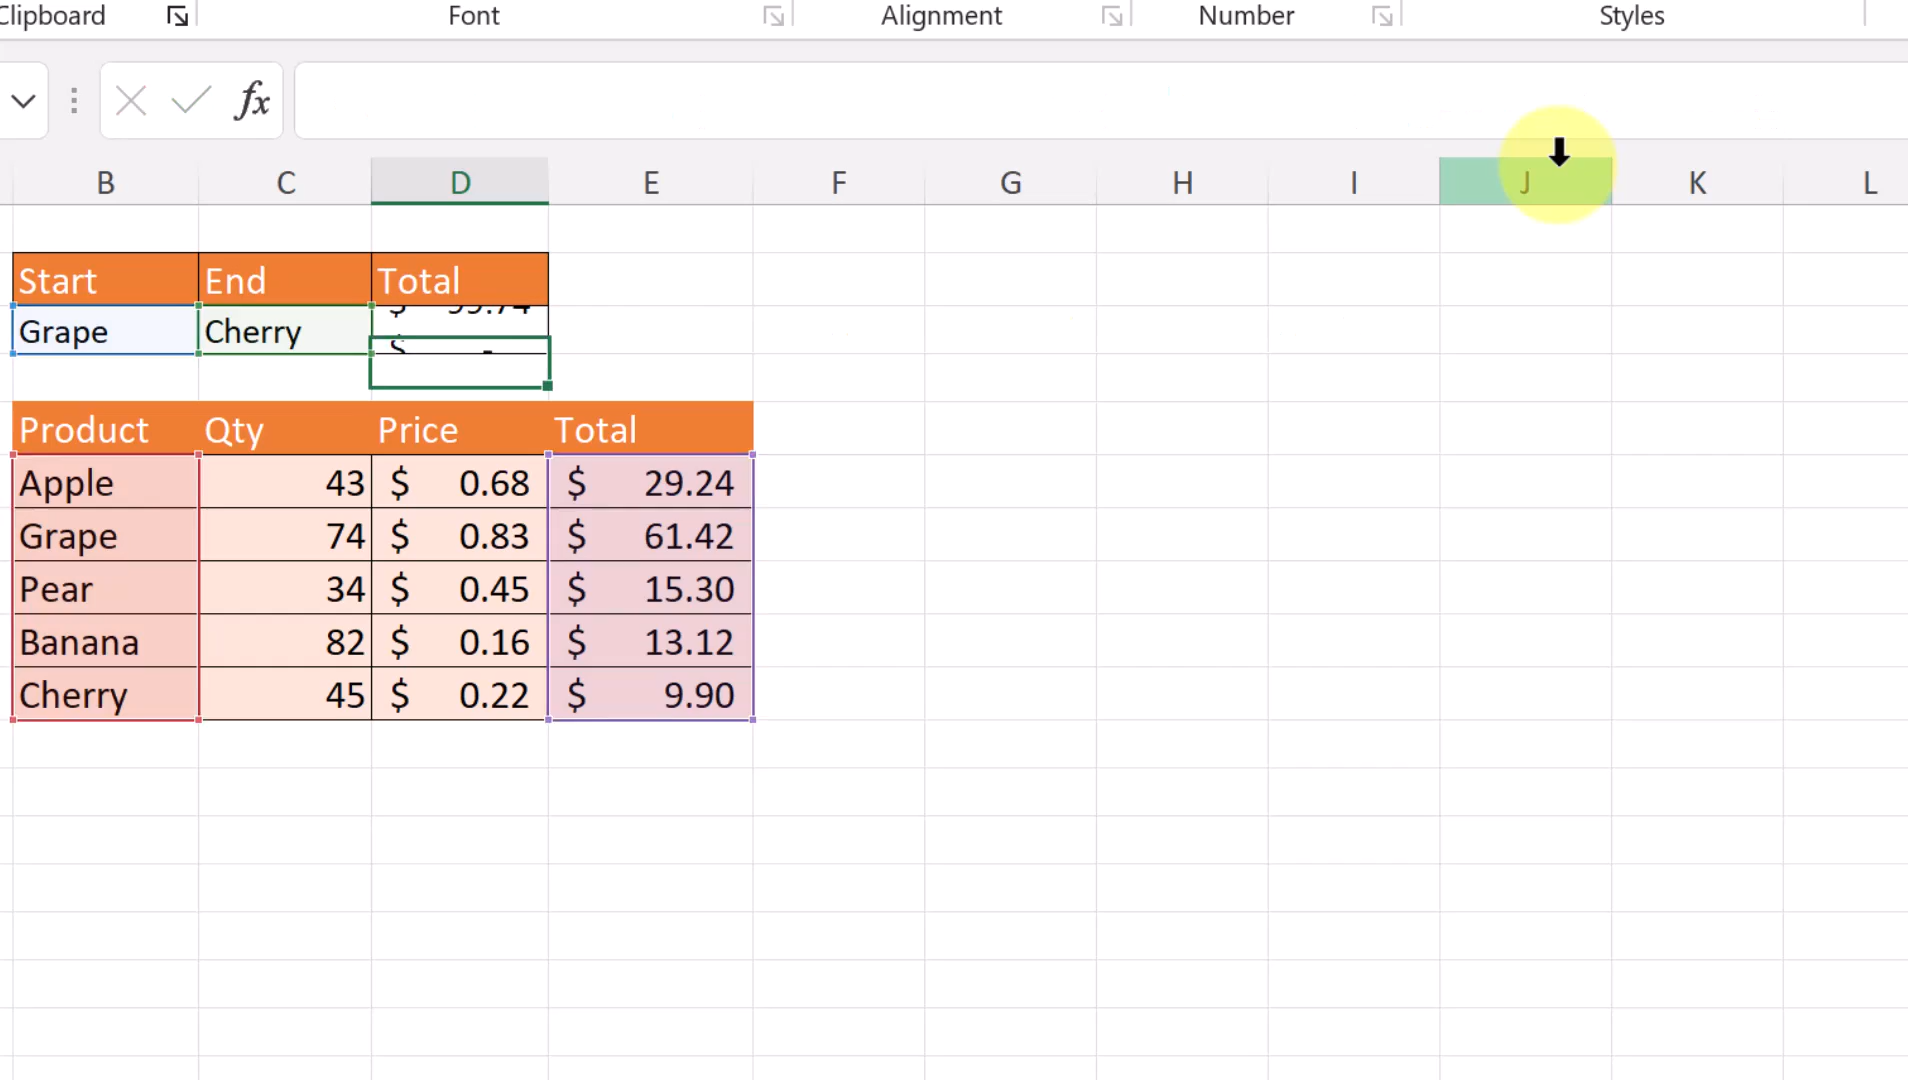 Clipboard Font Alignment Number Styles
fx
B C D E F G H I J K L
Start End Total
$ 99.74
Grape Cherry
$ -
Product Qty Price Total
Apple 43 $ 0.68 $ 29.24
Grape 74 $ 0.83 $ 61.42
Pear 34 $ 0.45 $ 15.30
Banana 82 $ 0.16 $ 13.12
Cherry 45 $ 0.22 $ 9.90